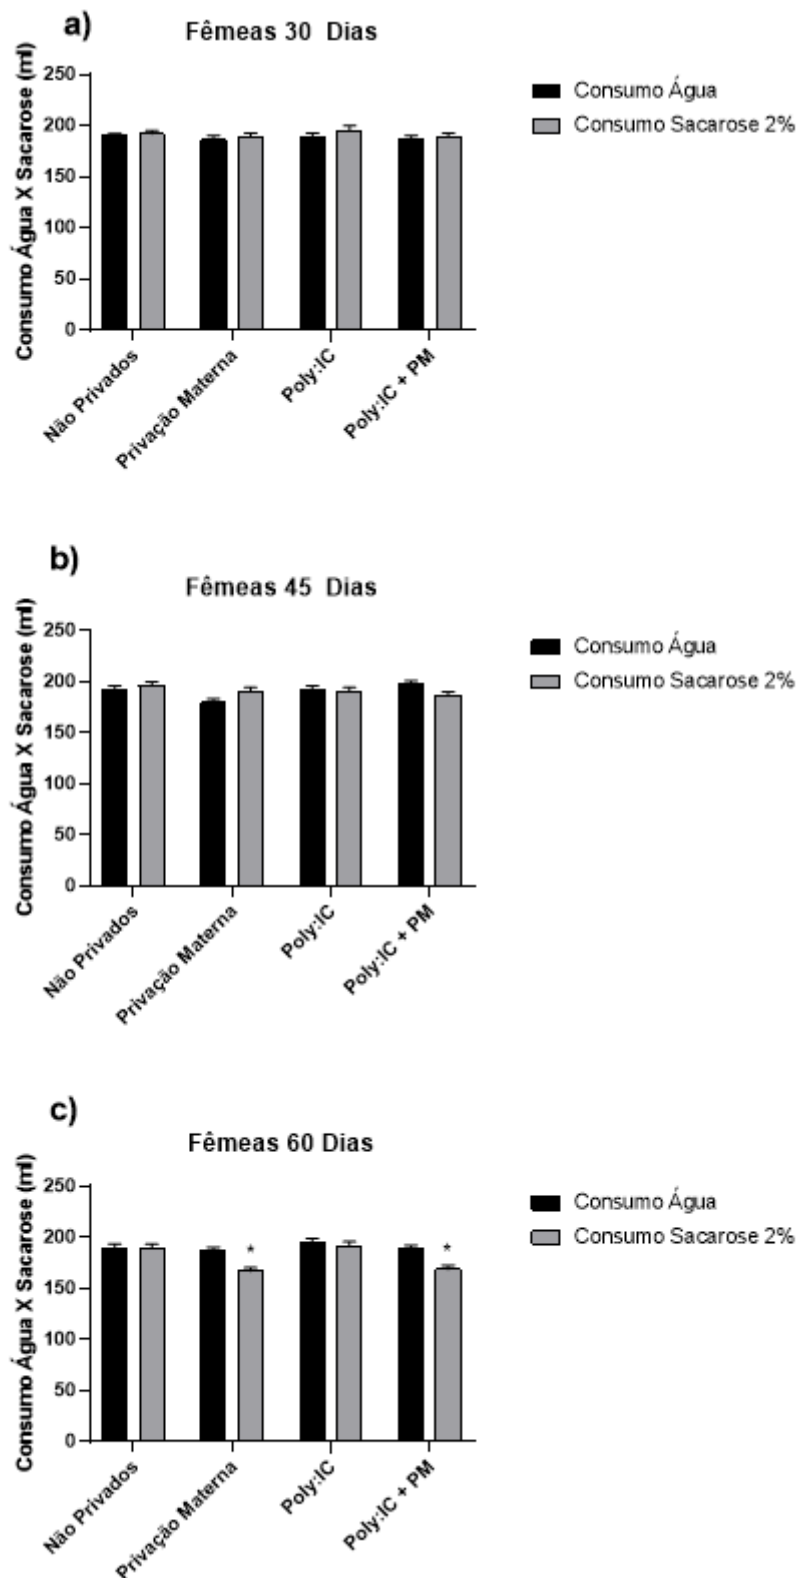 a)
Fêmeas 30 Dias
Consumo Água X Sacarose (ml)
250
200
150
100
50
0
Não Privados
Privação Materna
Poly:IC
Poly:IC + PM
Consumo Água
Consumo Sacarose 2%
b)
Fêmeas 45 Dias
Consumo Água X Sacarose (ml)
250
200
150
100
50
0
Não Privados
Privação Materna
Poly:IC
Poly:IC + PM
Consumo Água
Consumo Sacarose 2%
c)
Fêmeas 60 Dias
Consumo Água X Sacarose (ml)
250
200
150
100
50
0
*
*
Não Privados
Privação Materna
Poly:IC
Poly:IC + PM
Consumo Água
Consumo Sacarose 2%